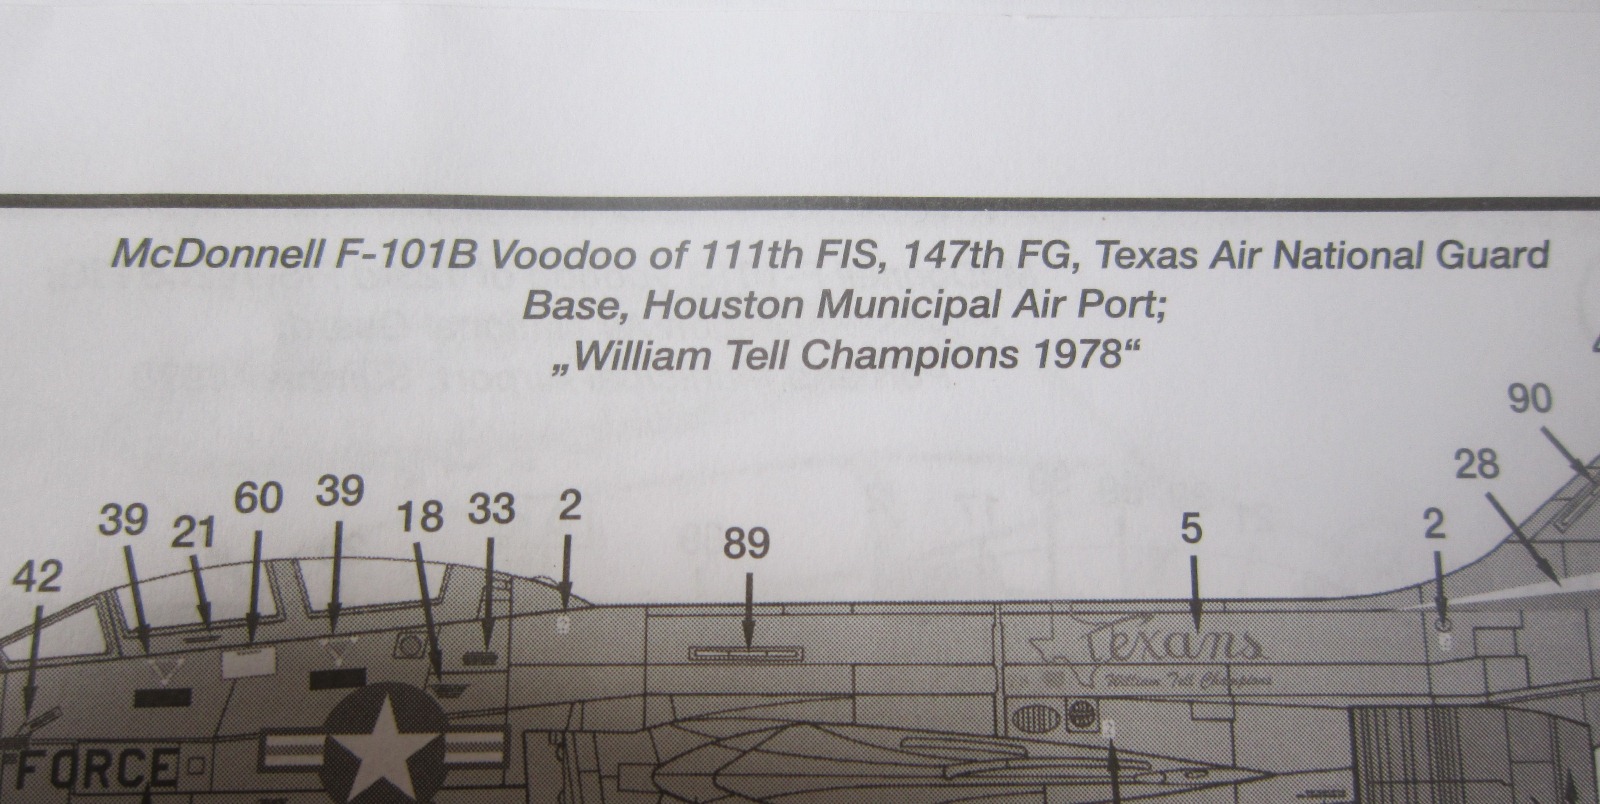 McDonnell F-101B Voodoo of 111th FIS, 147th FG, Texas Air National Guard
Base, Houston Municipal Air Port;
„William Tell Champions 1978“
90
28
39
60
39
21
18
33
2
89
5
2
42
Texans
William Tell Champions
FORCE